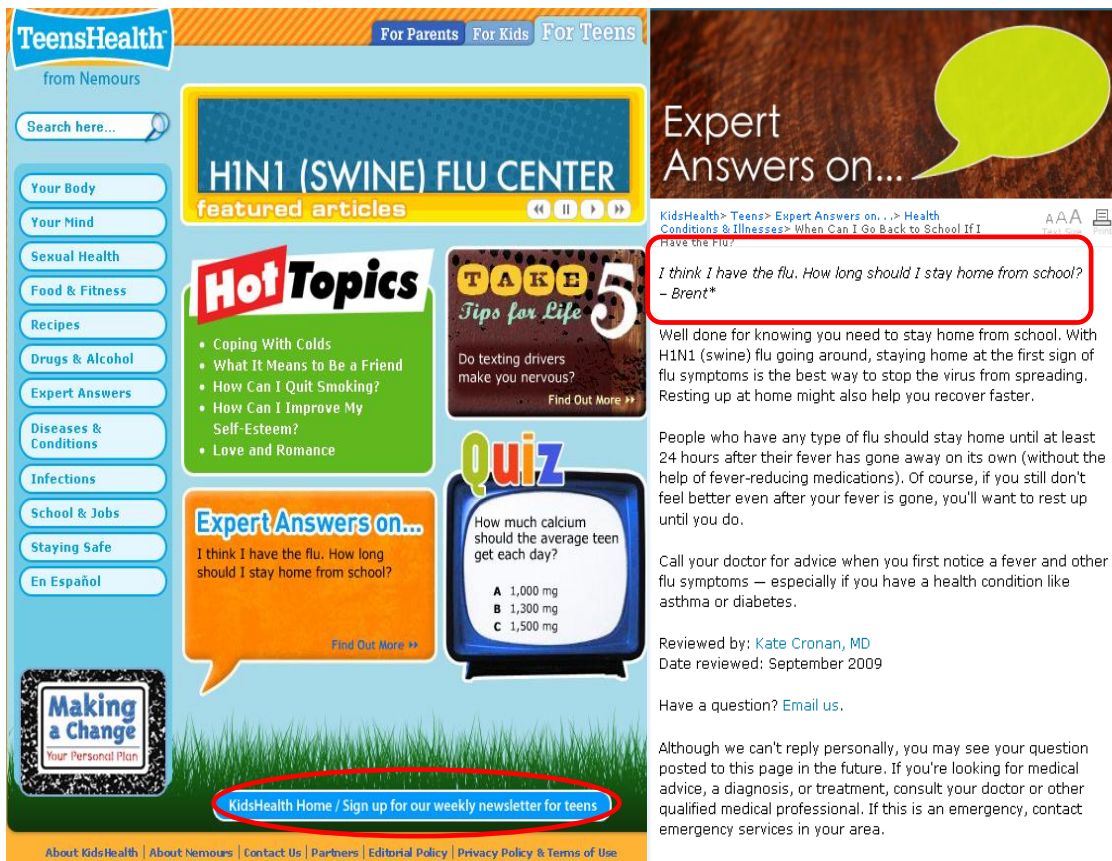 TeensHealth
from Nemours
For Parents
For Kids
For Teens
Search here...
Your Body
Your Mind
Sexual Health
Food & Fitness
Recipes
Drugs & Alcohol
Expert Answers
Diseases &
Conditions
Infections
School & Jobs
Staying Safe
En Español
Making
a Change
Your Personal Plan
H1N1 (SWINE) FLU CENTER
featured articles
Hot Topics
• Coping With Colds
• What It Means to Be a Friend
• How Can I Quit Smoking?
• How Can I Improve My
Self-Esteem?
• Love and Romance
TAKE 5
Tips for Life
Do texting drivers
make you nervous?
Find Out More
Expert Answers on...
I think I have the flu. How long
should I stay home from school?
Find Out More
Quiz
How much calcium
should the average teen
get each day?
A 1,000 mg
B 1,300 mg
C 1,500 mg
KidsHealth Home / Sign up for our weekly newsletter for teens
About KidsHealth | About Nemours | Contact Us | Partners | Editorial Policy | Privacy Policy & Terms of Use
Expert
Answers on...
KidsHealth> Teens> Expert Answers on. . .> Health
Conditions & Illnesses> When Can I Go Back to School If I
Have the Flu?
AAA
Text Size
Print
I think I have the flu. How long should I stay home from school?
– Brent*
Well done for knowing you need to stay home from school. With
H1N1 (swine) flu going around, staying home at the first sign of
flu symptoms is the best way to stop the virus from spreading.
Resting up at home might also help you recover faster.
People who have any type of flu should stay home until at least
24 hours after their fever has gone away on its own (without the
help of fever-reducing medications). Of course, if you still don't
feel better even after your fever is gone, you'll want to rest up
until you do.
Call your doctor for advice when you first notice a fever and other
flu symptoms — especially if you have a health condition like
asthma or diabetes.
Reviewed by: Kate Cronan, MD
Date reviewed: September 2009
Have a question? Email us.
Although we can't reply personally, you may see your question
posted to this page in the future. If you're looking for medical
advice, a diagnosis, or treatment, consult your doctor or other
qualified medical professional. If this is an emergency, contact
emergency services in your area.